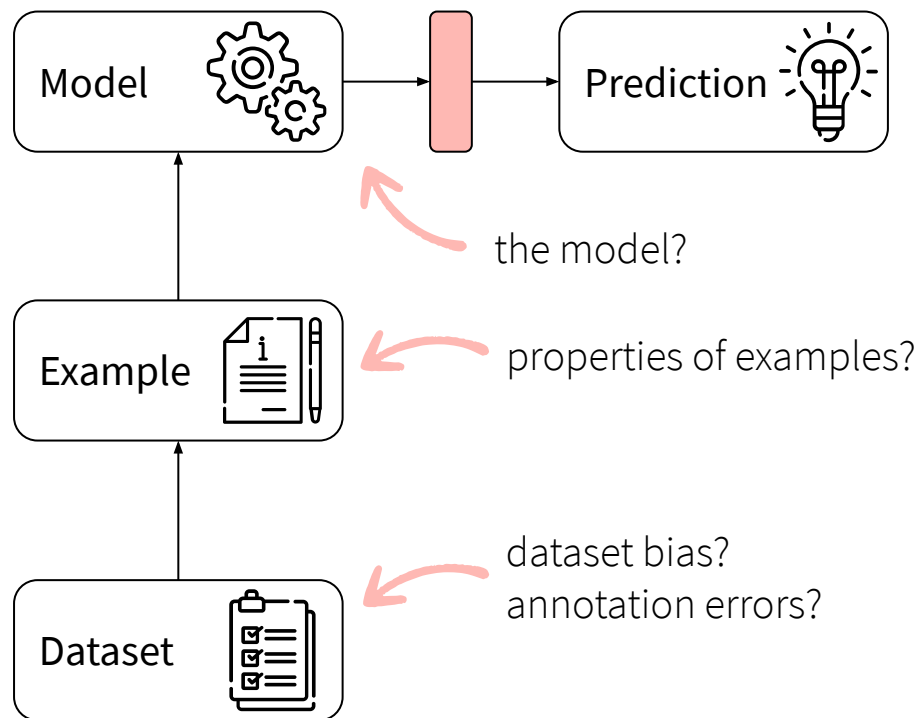 Model
Prediction
the model?
Example
i
properties of examples?
dataset bias?
annotation errors?
Dataset